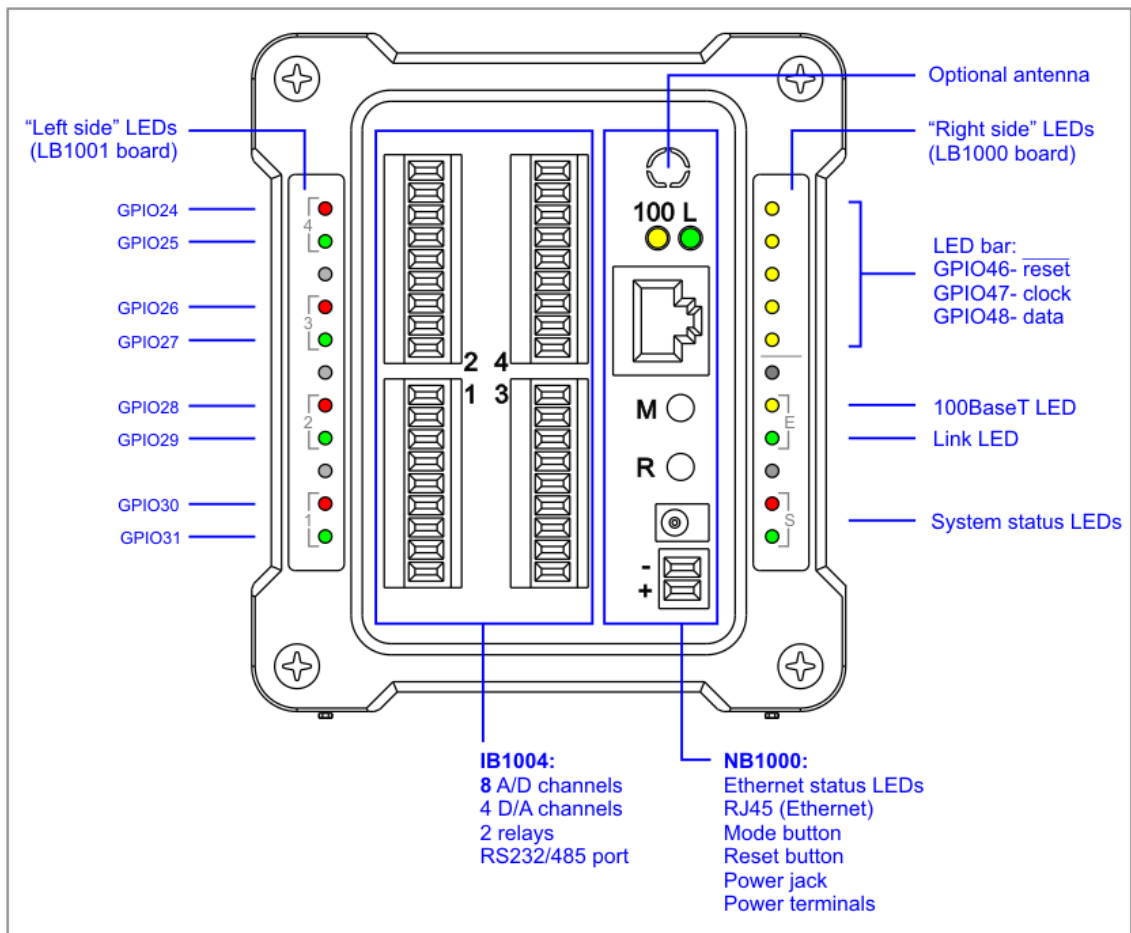 Optional antenna
“Left side” LEDs
(LB1001 board)
“Right side” LEDs
(LB1000 board)
GPIO24
GPIO25
GPIO26
GPIO27
GPIO28
GPIO29
GPIO30
GPIO31
4
3
2
1
2 4
1 3
100 L
M
R
-
+
E
S
LED bar:
GPIO46- reset
GPIO47- clock
GPIO48- data
100BaseT LED
Link LED
System status LEDs
IB1004:
8 A/D channels
4 D/A channels
2 relays
RS232/485 port
NB1000:
Ethernet status LEDs
RJ45 (Ethernet)
Mode button
Reset button
Power jack
Power terminals